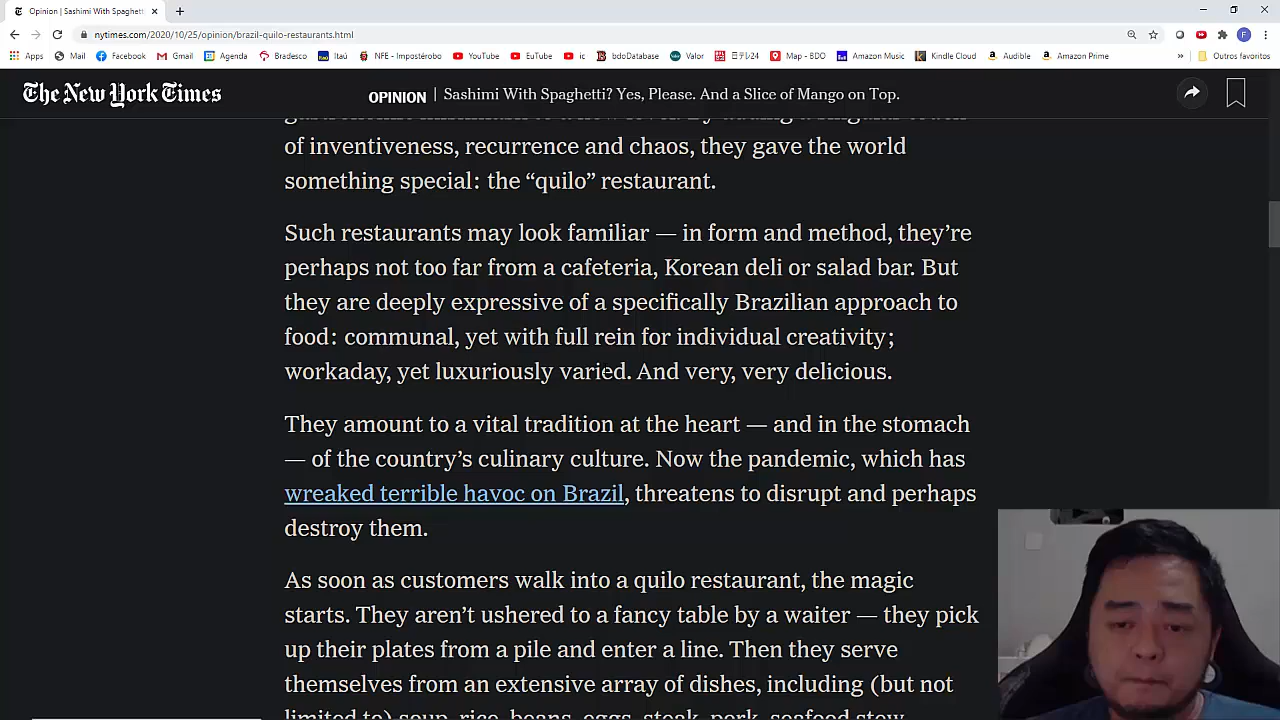 Opinion | Sashimi With Spaghetti
nytimes.com/2020/10/25/opinion/brazil-quilo-restaurants.html
Apps Mail Facebook Gmail Agenda Bradesco Itaú NFE - Impostérobo YouTube EuTube ic bdoDatabase Valor Map - BDO Amazon Music Kindle Cloud Audible Amazon Prime » Outros favoritos
The New York Times
OPINION | Sashimi With Spaghetti? Yes, Please. And a Slice of Mango on Top.
of inventiveness, recurrence and chaos, they gave the world
something special: the “quilo” restaurant.
Such restaurants may look familiar — in form and method, they’re
perhaps not too far from a cafeteria, Korean deli or salad bar. But
they are deeply expressive of a specifically Brazilian approach to
food: communal, yet with full rein for individual creativity;
workaday, yet luxuriously varied. And very, very delicious.
They amount to a vital tradition at the heart — and in the stomach
— of the country’s culinary culture. Now the pandemic, which has
wreaked terrible havoc on Brazil, threatens to disrupt and perhaps
destroy them.
As soon as customers walk into a quilo restaurant, the magic
starts. They aren’t ushered to a fancy table by a waiter — they pick
up their plates from a pile and enter a line. Then they serve
themselves from an extensive array of dishes, including (but not
limited to) soup, rice, beans, eggs, steak, pork, seafood stew,